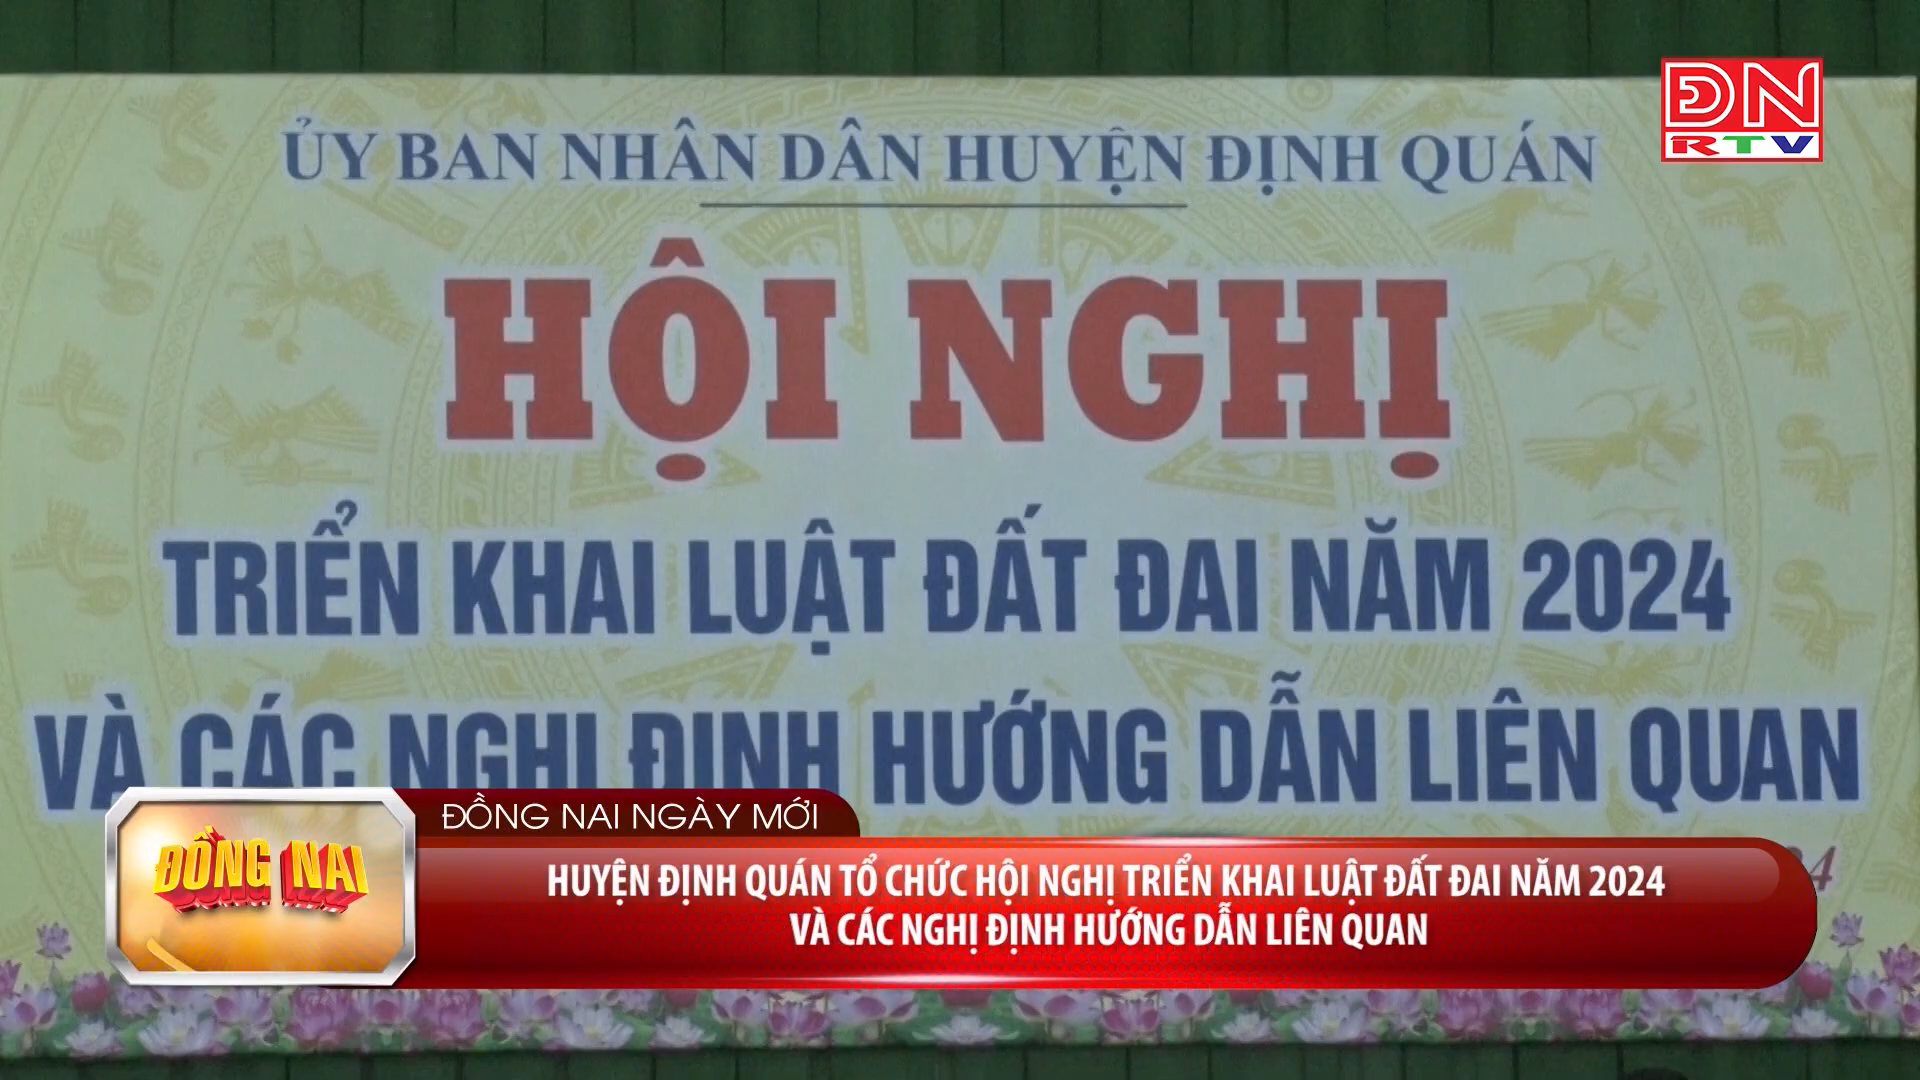 ĐN
RTV
ỦY BAN NHÂN DÂN HUYỆN ĐỊNH QUÁN
HỘI NGHỊ
TRIỂN KHAI LUẬT ĐẤT ĐAI NĂM 2024
VÀ CÁC NGHỊ ĐỊNH HƯỚNG DẪN LIÊN QUAN
ĐỒNG NAI NGÀY MỚI
ĐỒNG NAI
HUYỆN ĐỊNH QUÁN TỔ CHỨC HỘI NGHỊ TRIỂN KHAI LUẬT ĐẤT ĐAI NĂM 2024
VÀ CÁC NGHỊ ĐỊNH HƯỚNG DẪN LIÊN QUAN